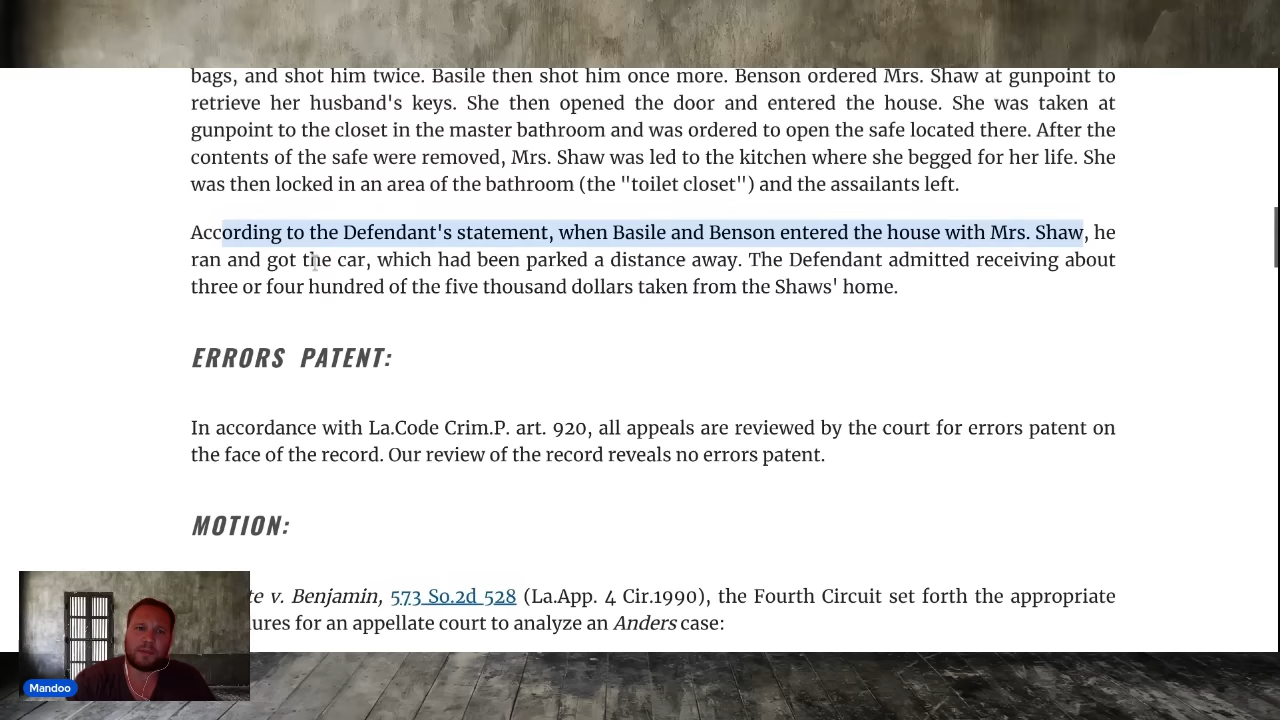 bags, and shot him twice. Basile then shot him once more. Benson ordered Mrs. Shaw at gunpoint to
retrieve her husband's keys. She then opened the door and entered the house. She was taken at
gunpoint to the closet in the master bathroom and was ordered to open the safe located there. After the
contents of the safe were removed, Mrs. Shaw was led to the kitchen where she begged for her life. She
was then locked in an area of the bathroom (the "toilet closet") and the assailants left.
According to the Defendant's statement, when Basile and Benson entered the house with Mrs. Shaw, he
ran and got the car, which had been parked a distance away. The Defendant admitted receiving about
three or four hundred of the five thousand dollars taken from the Shaws' home.
ERRORS PATENT:
In accordance with La.Code Crim.P. art. 920, all appeals are reviewed by the court for errors patent on
the face of the record. Our review of the record reveals no errors patent.
MOTION:
te v. Benjamin, 573 So.2d 528 (La.App. 4 Cir.1990), the Fourth Circuit set forth the appropriate
ures for an appellate court to analyze an Anders case:
Mandoo